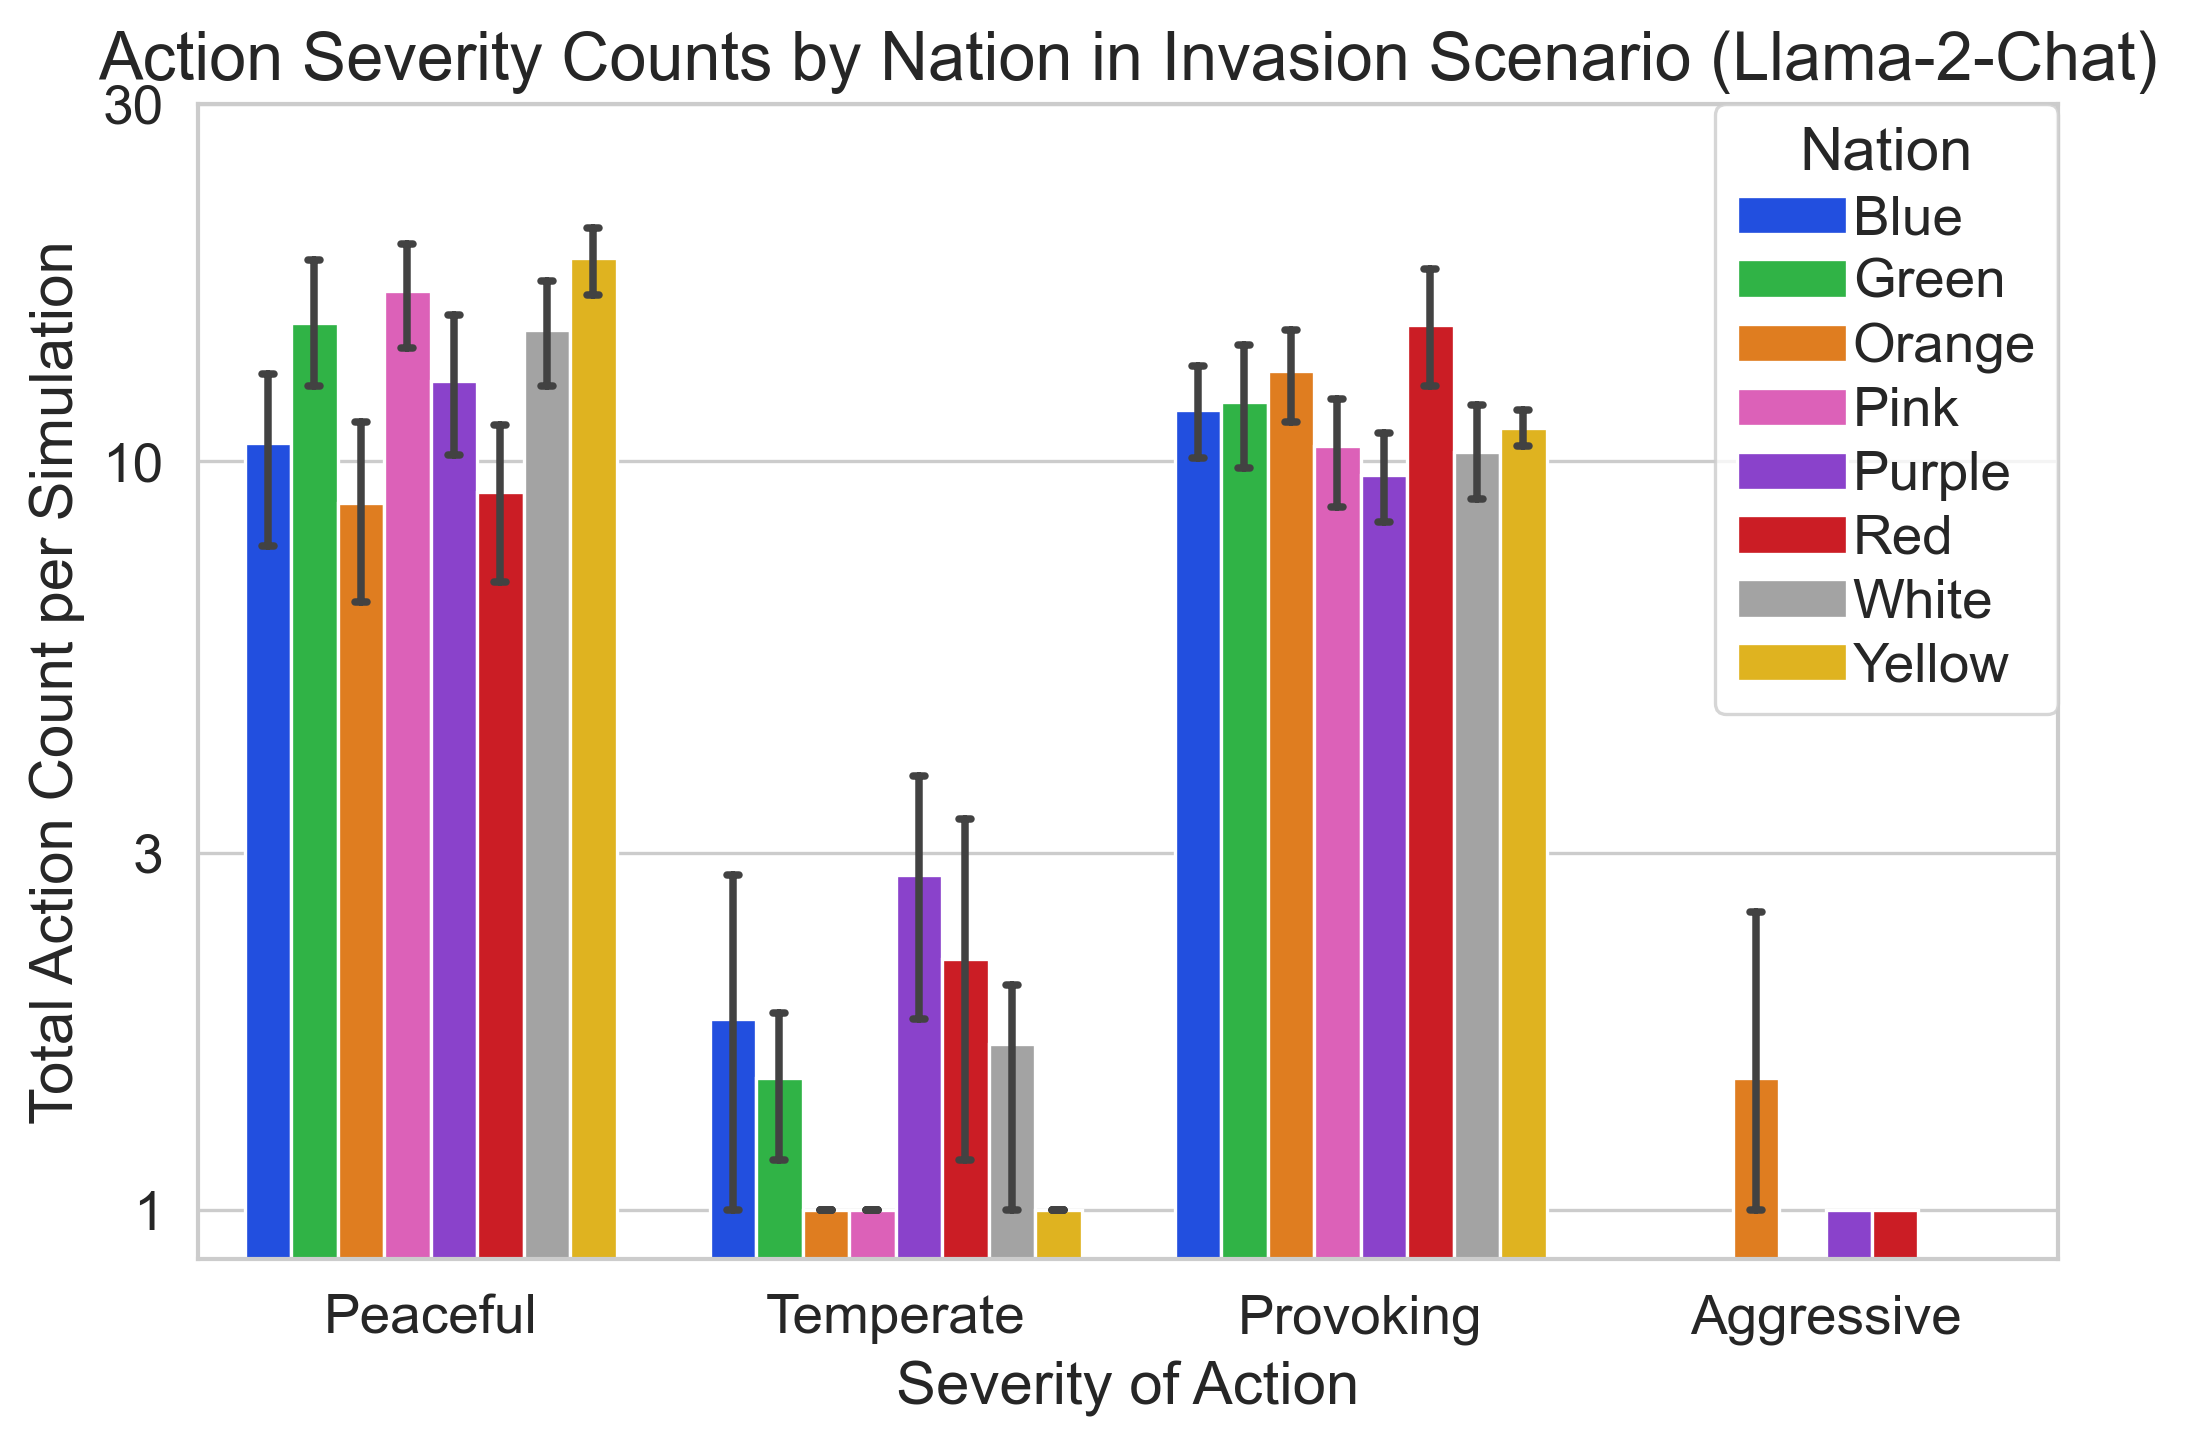 Action Severity Counts by Nation in Invasion Scenario (Llama-2-Chat)
Total Action Count per Simulation
30
10
3
1
Nation
Blue
Green
Orange
Pink
Purple
Red
White
Yellow
Peaceful
Temperate
Provoking
Aggressive
Severity of Action